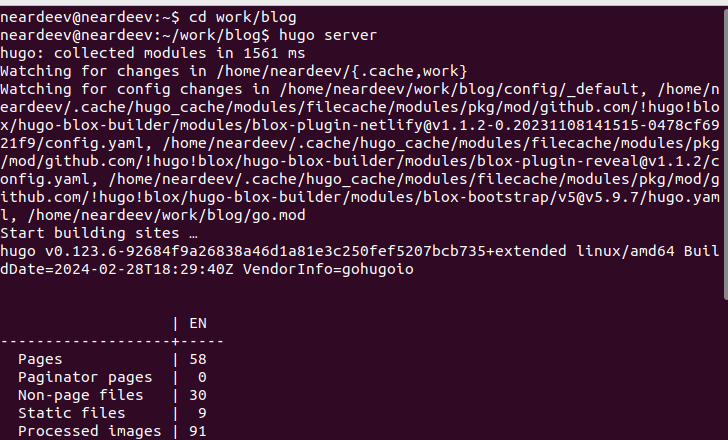 neardeev@neardeev:~$ cd work/blog
neardeev@neardeev:~/work/blog$ hugo server
hugo: collected modules in 1561 ms
Watching for changes in /home/neardeev/{.cache,work}
Watching for config changes in /home/neardeev/work/blog/config/_default, /home/n
eardeev/.cache/hugo_cache/modules/filecache/modules/pkg/mod/github.com/!hugo!blo
x/hugo-blox-builder/modules/blox-plugin-netlify@v1.1.2-0.20231108141515-0478cf69
21f9/config.yaml, /home/neardeev/.cache/hugo_cache/modules/filecache/modules/pkg
/mod/github.com/!hugo!blox/hugo-blox-builder/modules/blox-plugin-reveal@v1.1.2/c
onfig.yaml, /home/neardeev/.cache/hugo_cache/modules/filecache/modules/pkg/mod/g
ithub.com/!hugo!blox/hugo-blox-builder/modules/blox-bootstrap/v5@v5.9.7/hugo.yam
l, /home/neardeev/work/blog/go.mod
Start building sites …
hugo v0.123.6-92684f9a26838a46d1a81e3c250fef5207bcb735+extended linux/amd64 Buil
dDate=2024-02-28T18:29:40Z VendorInfo=gohugoio
                   | EN
-------------------+-----
  Pages            | 58
  Paginator pages  |  0
  Non-page files   | 30
  Static files     |  9
  Processed images | 91